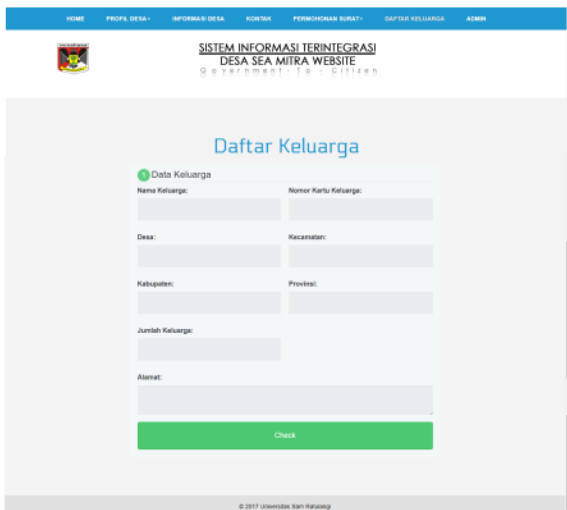 HOME PROFIL DESA INFORMASI DESA KONTAK PERMOHONAN SURAT DAFTAR KELUARGA ADMIN
SISTEM INFORMASI TERINTEGRASI
DESA SEA MITRA WEBSITE
Government - To - Citizen
Daftar Keluarga
1 Data Keluarga
Nama Keluarga: Nomor Kartu Keluarga:
Desa: Kecamatan:
Kabupaten: Provinsi:
Jumlah Keluarga:
Alamat:
Check
© 2017 Universitas Sam Ratulangi